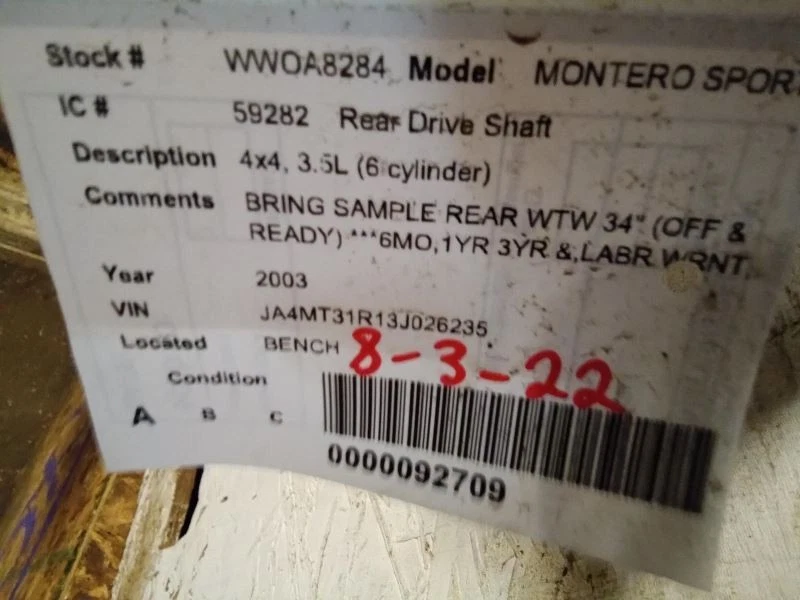 Stock # WWOA8284 Model MONTERO SPOR
IC # 59282 Rear Drive Shaft
Description 4x4, 3.5L (6 cylinder)
Comments BRING SAMPLE REAR WTW 34" (OFF &
READY) ***6MO,1YR 3YR &,LABR WRNT,
Year 2003
VIN JA4MT31R13J026235
Located BENCH 8-3-22
Condition
A B C
0000092709